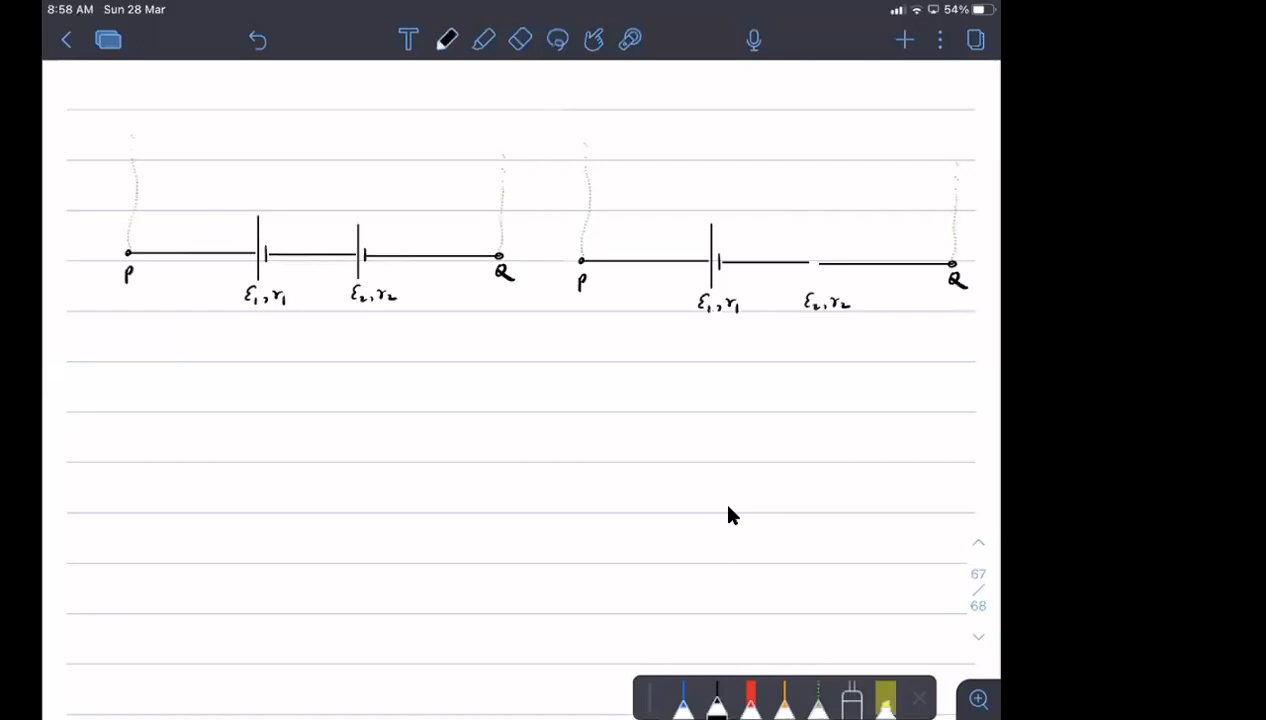 8:58 AM Sun 28 Mar 54%
T
P Q P Q
ε₁, r₁ ε₂, r₂ ε₁, r₁ ε₂, r₂
67
/
68